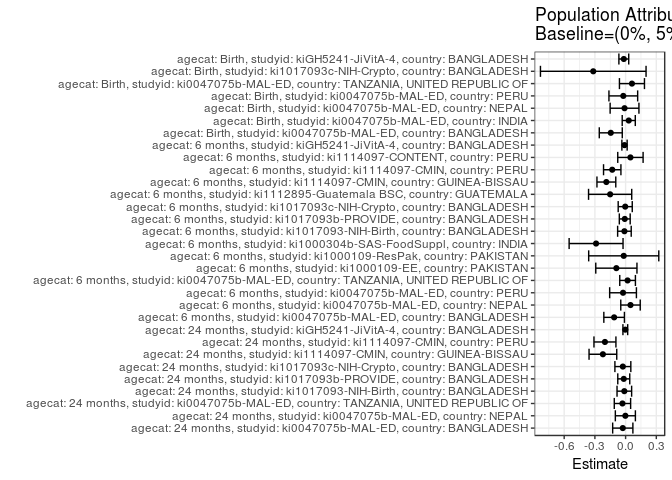 Population Attribu
Baseline=(0%, 5%
agecat: Birth, studyid: kiGH5241-JiVitA-4, country: BANGLADESH
agecat: Birth, studyid: ki1017093c-NIH-Crypto, country: BANGLADESH
agecat: Birth, studyid: ki0047075b-MAL-ED, country: TANZANIA, UNITED REPUBLIC OF
agecat: Birth, studyid: ki0047075b-MAL-ED, country: PERU
agecat: Birth, studyid: ki0047075b-MAL-ED, country: NEPAL
agecat: Birth, studyid: ki0047075b-MAL-ED, country: INDIA
agecat: Birth, studyid: ki0047075b-MAL-ED, country: BANGLADESH
agecat: 6 months, studyid: kiGH5241-JiVitA-4, country: BANGLADESH
agecat: 6 months, studyid: ki1114097-CONTENT, country: PERU
agecat: 6 months, studyid: ki1114097-CMIN, country: PERU
agecat: 6 months, studyid: ki1114097-CMIN, country: GUINEA-BISSAU
agecat: 6 months, studyid: ki1112895-Guatemala BSC, country: GUATEMALA
agecat: 6 months, studyid: ki1017093c-NIH-Crypto, country: BANGLADESH
agecat: 6 months, studyid: ki1017093b-PROVIDE, country: BANGLADESH
agecat: 6 months, studyid: ki1017093-NIH-Birth, country: BANGLADESH
agecat: 6 months, studyid: ki1000304b-SAS-FoodSuppl, country: INDIA
agecat: 6 months, studyid: ki1000109-ResPak, country: PAKISTAN
agecat: 6 months, studyid: ki1000109-EE, country: PAKISTAN
agecat: 6 months, studyid: ki0047075b-MAL-ED, country: TANZANIA, UNITED REPUBLIC OF
agecat: 6 months, studyid: ki0047075b-MAL-ED, country: PERU
agecat: 6 months, studyid: ki0047075b-MAL-ED, country: NEPAL
agecat: 6 months, studyid: ki0047075b-MAL-ED, country: BANGLADESH
agecat: 24 months, studyid: kiGH5241-JiVitA-4, country: BANGLADESH
agecat: 24 months, studyid: ki1114097-CMIN, country: PERU
agecat: 24 months, studyid: ki1114097-CMIN, country: GUINEA-BISSAU
agecat: 24 months, studyid: ki1017093c-NIH-Crypto, country: BANGLADESH
agecat: 24 months, studyid: ki1017093b-PROVIDE, country: BANGLADESH
agecat: 24 months, studyid: ki1017093-NIH-Birth, country: BANGLADESH
agecat: 24 months, studyid: ki0047075b-MAL-ED, country: TANZANIA, UNITED REPUBLIC OF
agecat: 24 months, studyid: ki0047075b-MAL-ED, country: NEPAL
agecat: 24 months, studyid: ki0047075b-MAL-ED, country: BANGLADESH
-0.6 -0.3 0.0 0.3
Estimate